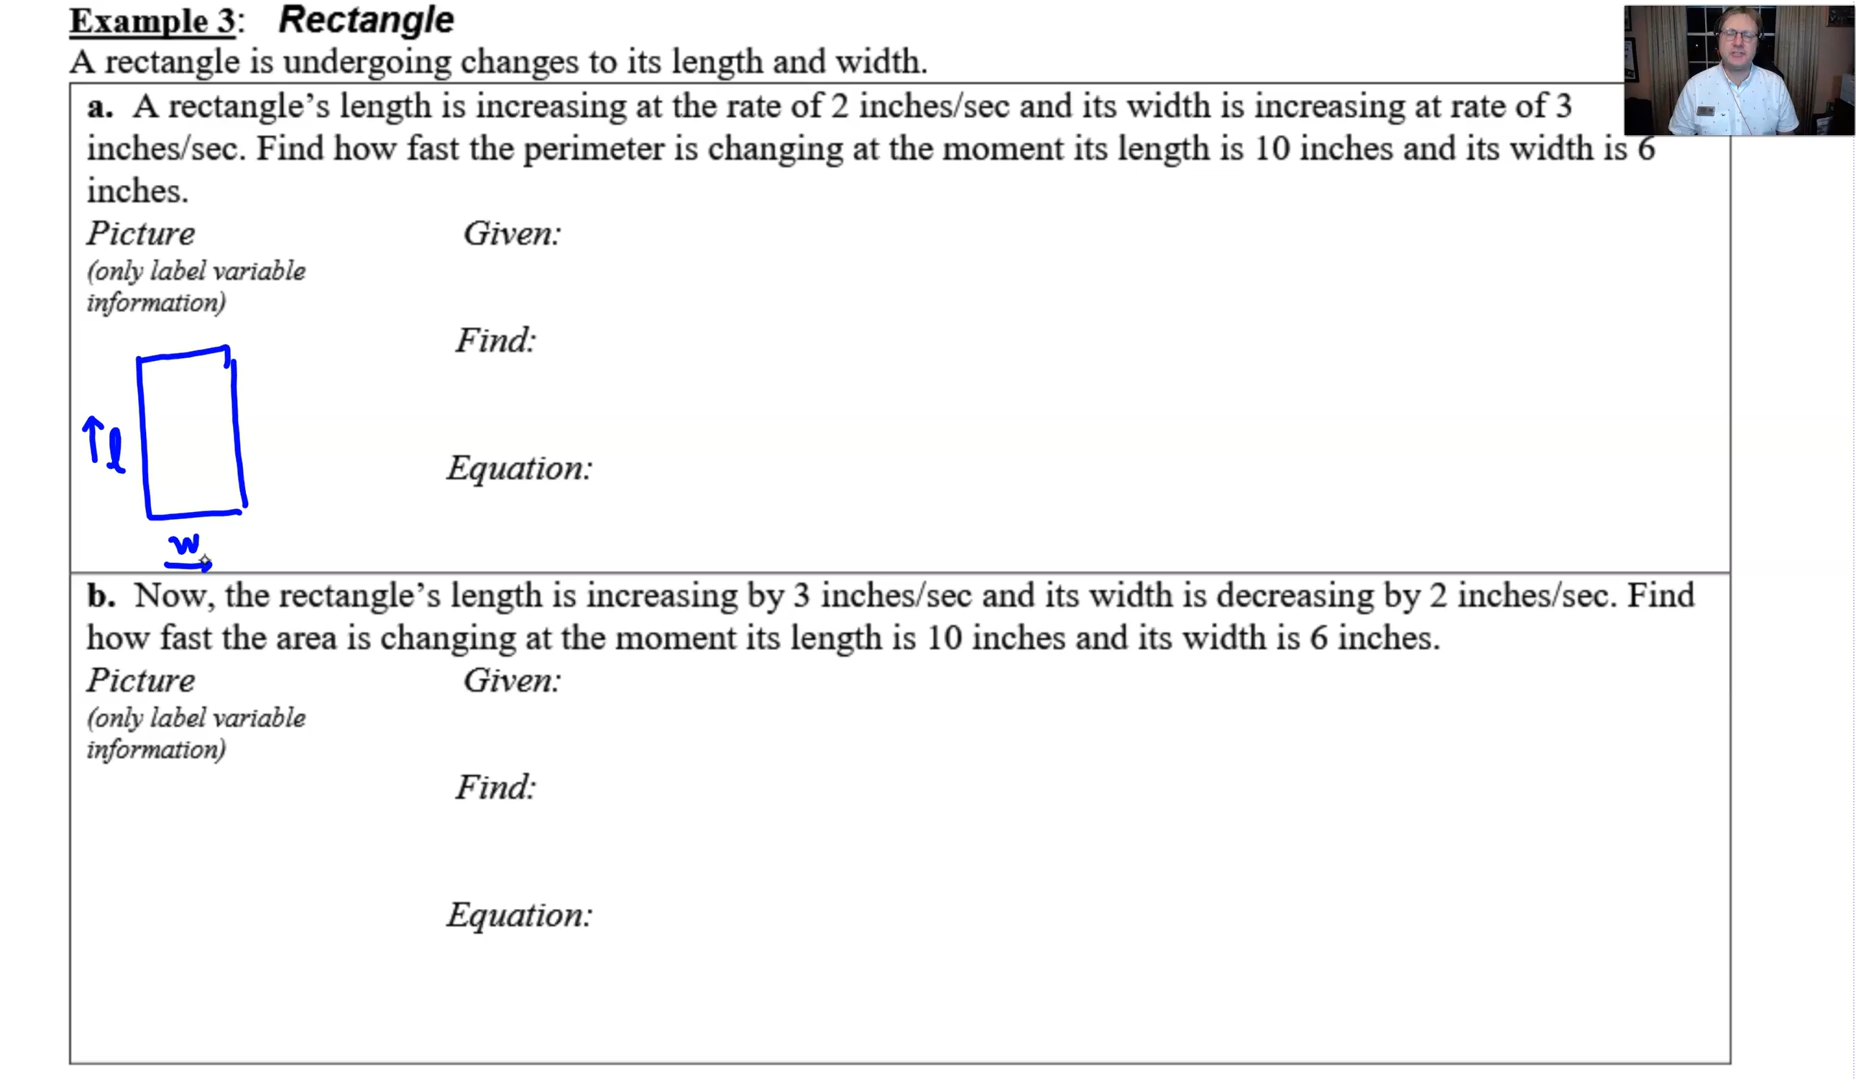 Example 3: Rectangle
A rectangle is undergoing changes to its length and width.
a. A rectangle's length is increasing at the rate of 2 inches/sec and its width is increasing at rate of 3
inches/sec. Find how fast the perimeter is changing at the moment its length is 10 inches and its width is 6
inches.
Picture Given:
(only label variable
information)
Find:
l
Equation:
w
b. Now, the rectangle's length is increasing by 3 inches/sec and its width is decreasing by 2 inches/sec. Find
how fast the area is changing at the moment its length is 10 inches and its width is 6 inches.
Picture Given:
(only label variable
information)
Find:
Equation: